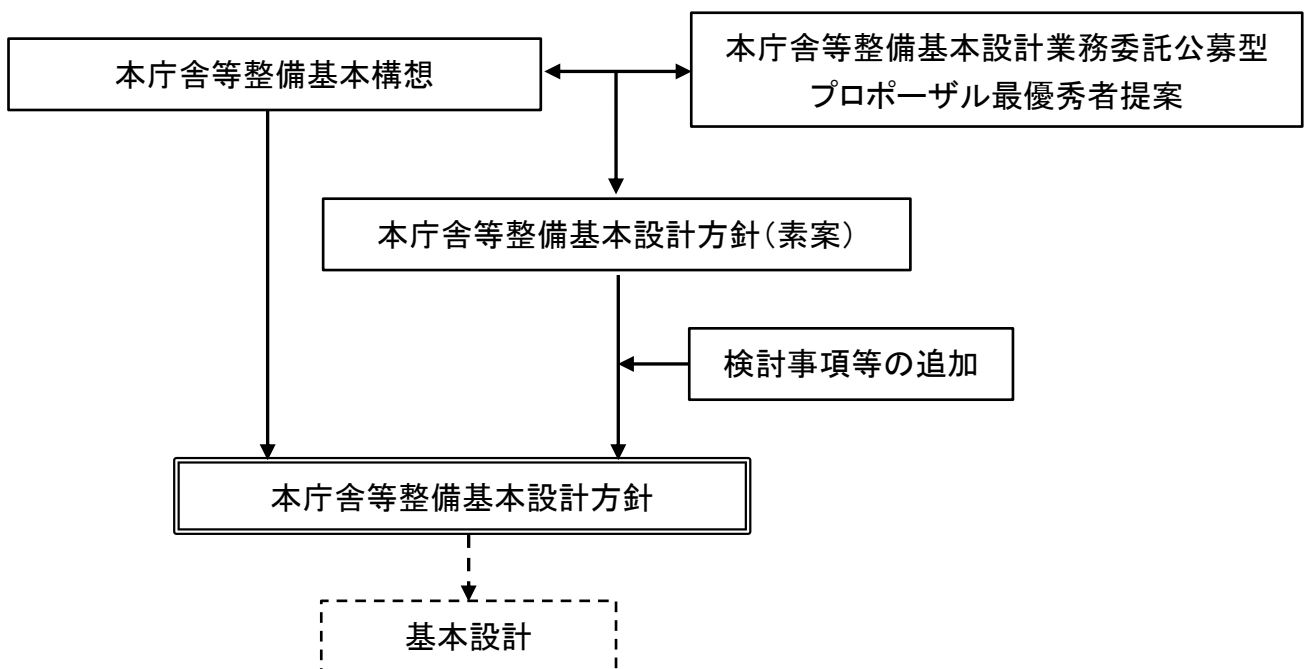 本庁舎等整備基本構想
本庁舎等整備基本設計業務委託公募型
プロポーザル最優秀者提案
本庁舎等整備基本設計方針(素案)
検討事項等の追加
本庁舎等整備基本設計方針
基本設計